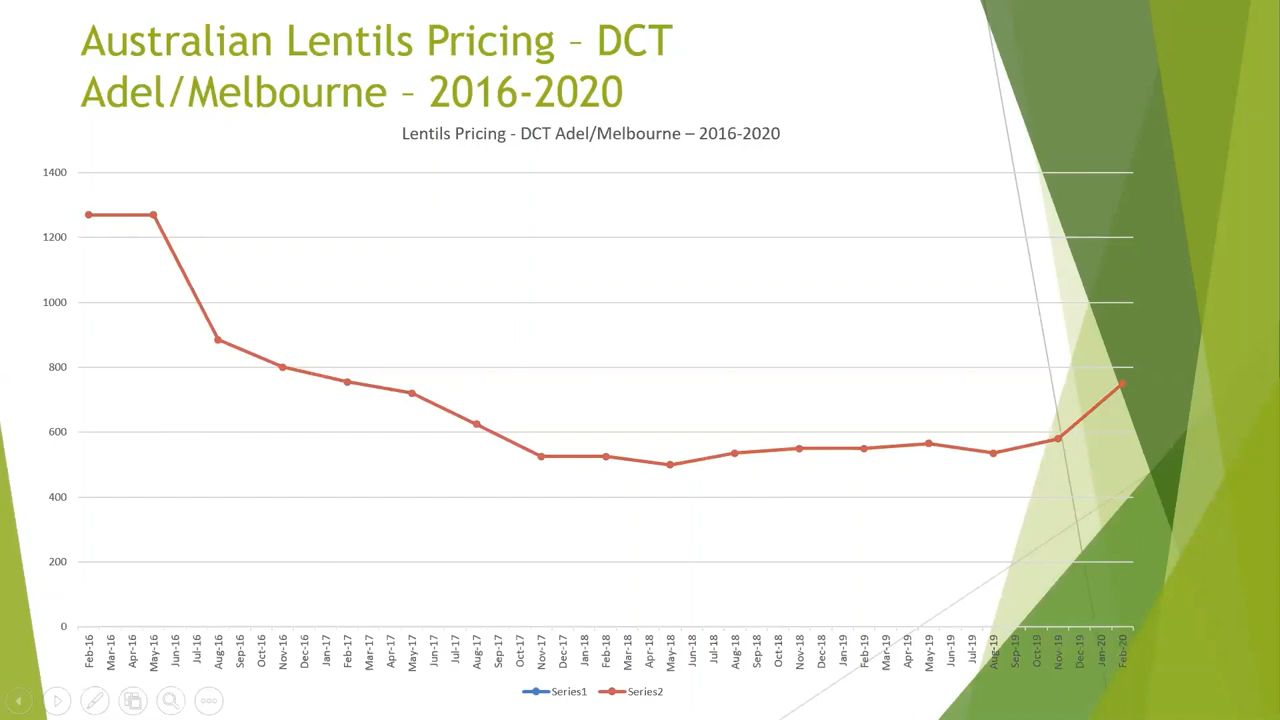 Australian Lentils Pricing – DCT
Adel/Melbourne – 2016-2020
Lentils Pricing - DCT Adel/Melbourne – 2016-2020
1400
1200
1000
800
600
400
200
0
Feb-16
Mar-16
Apr-16
May-16
Jun-16
Jul-16
Aug-16
Sep-16
Oct-16
Nov-16
Dec-16
Jan-17
Feb-17
Mar-17
Apr-17
May-17
Jun-17
Jul-17
Aug-17
Sep-17
Oct-17
Nov-17
Dec-17
Jan-18
Feb-18
Mar-18
Apr-18
May-18
Jun-18
Jul-18
Aug-18
Sep-18
Oct-18
Nov-18
Dec-18
Jan-19
Feb-19
Mar-19
Apr-19
May-19
Jun-19
Jul-19
Aug-19
Sep-19
Oct-19
Nov-19
Dec-19
Jan-20
Feb-20
Series1
Series2